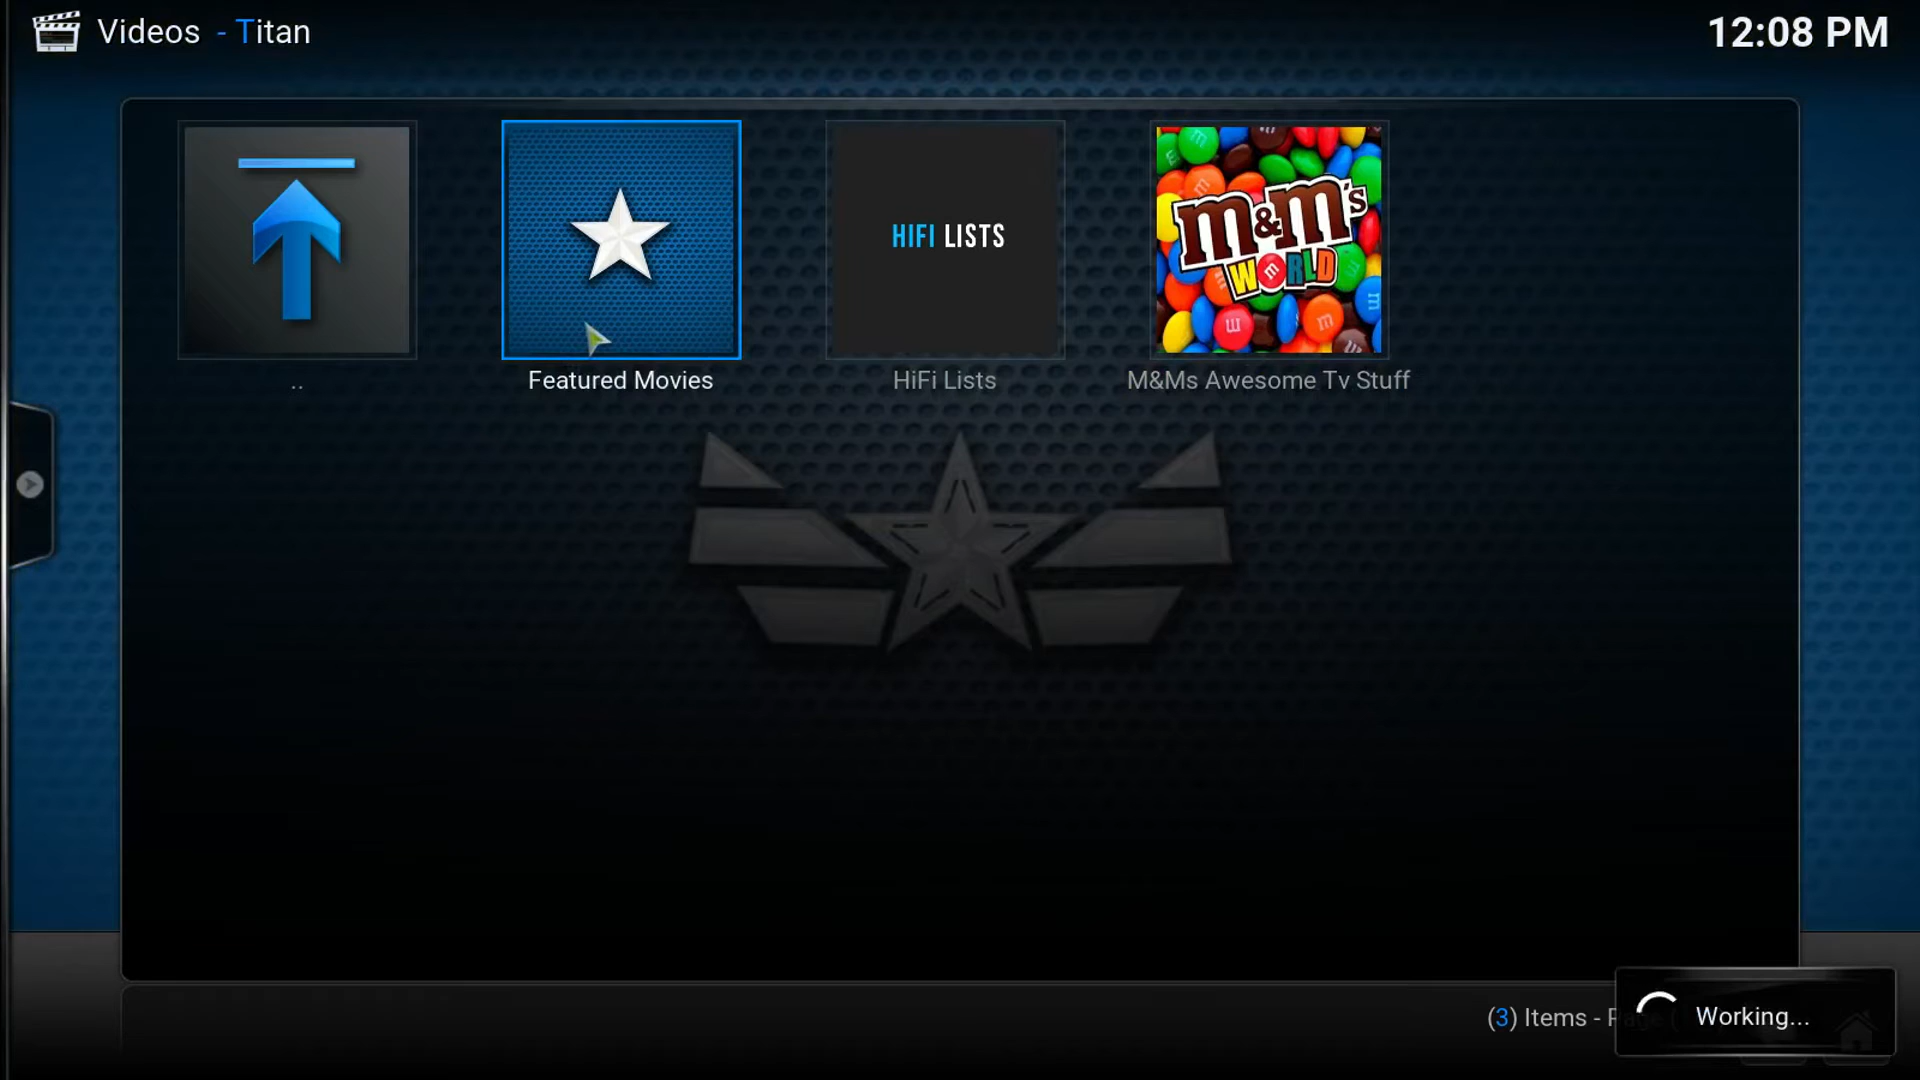 Videos - Titan
12:08 PM
HIFI LISTS
m&m's
WORLD
..
Featured Movies
HiFi Lists
M&Ms Awesome Tv Stuff
(3) Items - Page
Working...